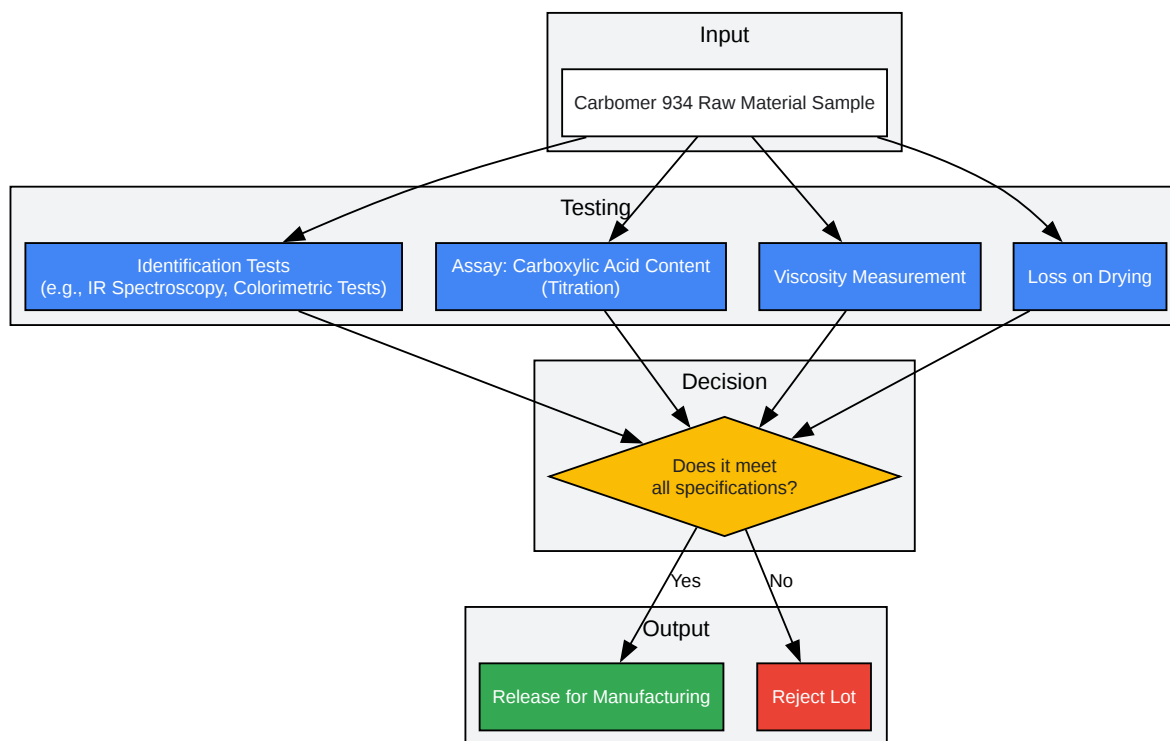 Input
Carbomer 934 Raw Material Sample
Testing
Identification Tests
(e.g., IR Spectroscopy, Colorimetric Tests)
Assay: Carboxylic Acid Content
(Titration)
Viscosity Measurement
Loss on Drying
Decision
Does it meet
all specifications?
Yes
No
Output
Release for Manufacturing
Reject Lot